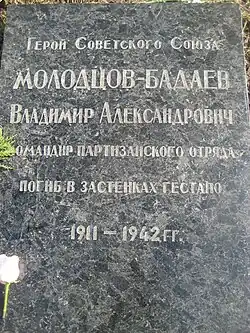 Герой Советского Союза
МОЛОДЦОВ-БАДАЕВ
Владимир Александрович
КОМАНДИР ПАРТИЗАНСКОГО ОТРЯДА
ПОГИБ В ЗАСТЕНКАХ ГЕСТАПО
1911 – 1942 ГГ.